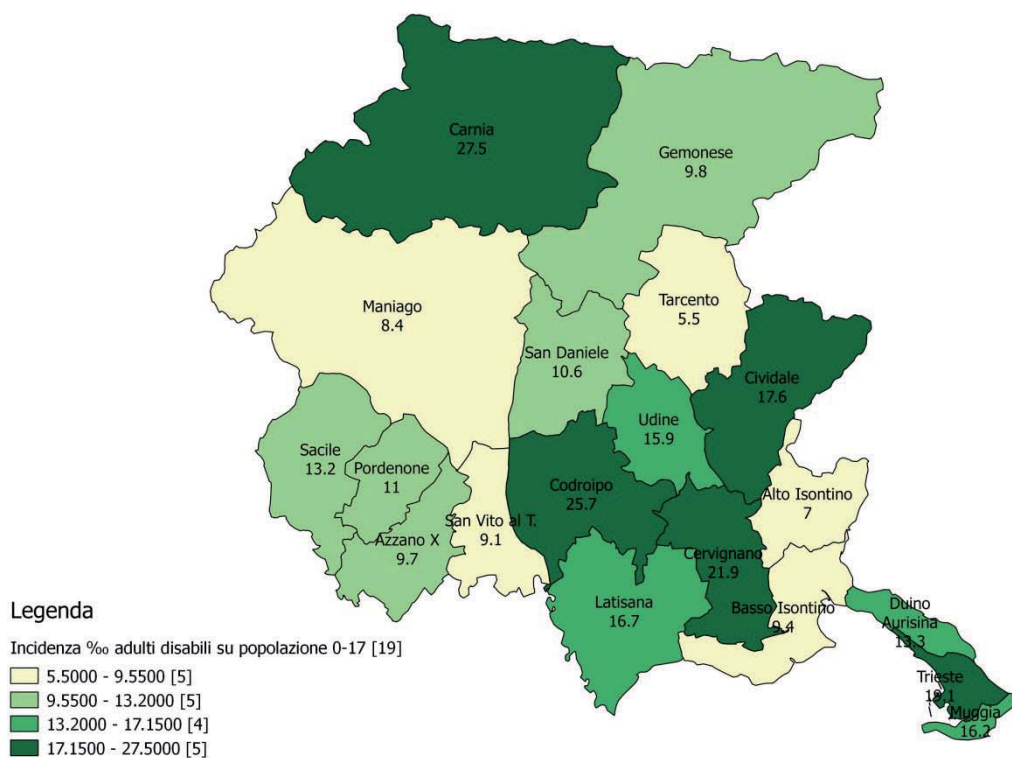 Carnia
27.5
Gemonese
9.8
Maniago
8.4
Tarcento
5.5
San Daniele
10.6
Cividale
17.6
Udine
15.9
Sacile
13.2
Pordenone
11
Codroipo
25.7
Alto Isontino
7
San Vito al T.
9.1
Azzano X
9.7
Cervignano
21.9
Latisana
16.7
Basso Isontino
9.4
Duino
Aurisina
13.3
Trieste
19.1
Muggia
16.2
Legenda
Incidenza ‰ adulti disabili su popolazione 0-17 [19]
5.5000 - 9.5500 [5]
9.5500 - 13.2000 [5]
13.2000 - 17.1500 [4]
17.1500 - 27.5000 [5]